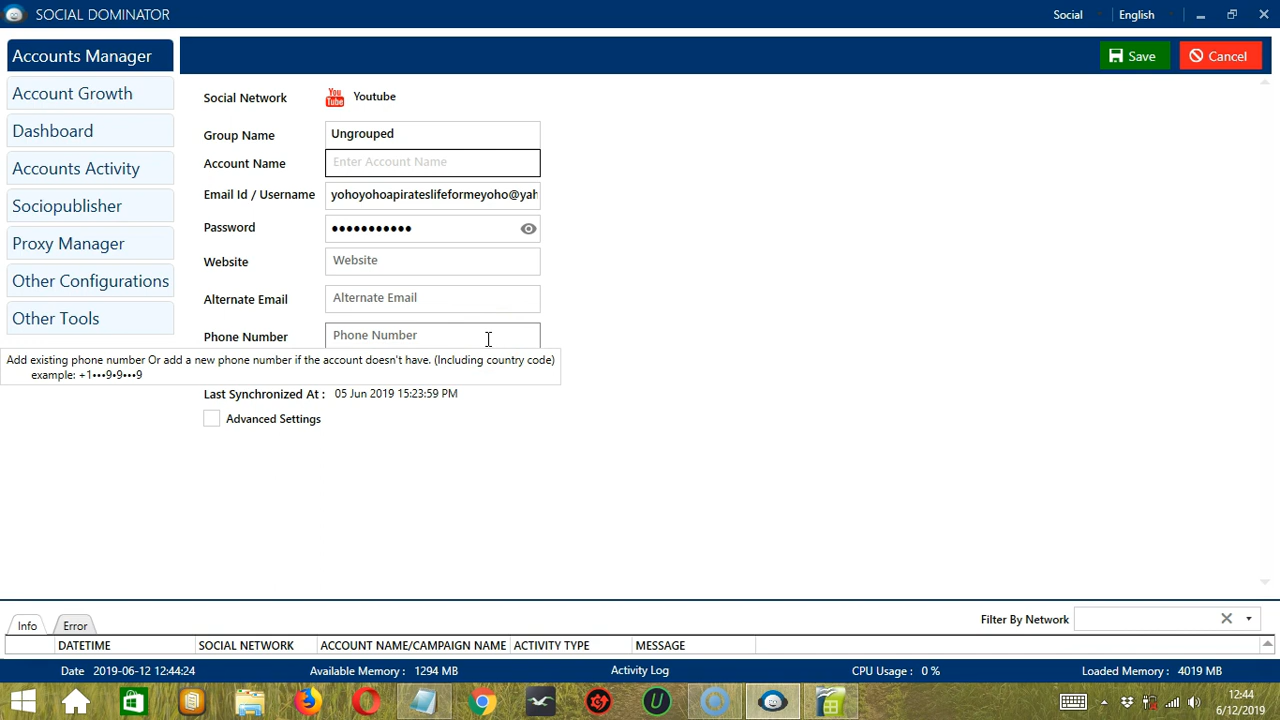 SOCIAL DOMINATOR
Social
English
Accounts Manager
Save
Cancel
Account Growth
Dashboard
Accounts Activity
Sociopublisher
Proxy Manager
Other Configurations
Other Tools
Social Network
You Tube
Youtube
Group Name
Ungrouped
Account Name
Enter Account Name
Email Id / Username
yohoyohoapirateslifeformeyoho@yah
Password
•••••••••••
Website
Website
Alternate Email
Alternate Email
Phone Number
Phone Number
Add existing phone number Or add a new phone number if the account doesn't have. (Including country code)
example: +1•••9•9•••9
Last Synchronized At :
05 Jun 2019 15:23:59 PM
Advanced Settings
Info
Error
Filter By Network
DATETIME
SOCIAL NETWORK
ACCOUNT NAME/CAMPAIGN NAME
ACTIVITY TYPE
MESSAGE
Date 2019-06-12 12:44:24
Available Memory : 1294 MB
Activity Log
CPU Usage : 0 %
Loaded Memory : 4019 MB
12:44
6/12/2019